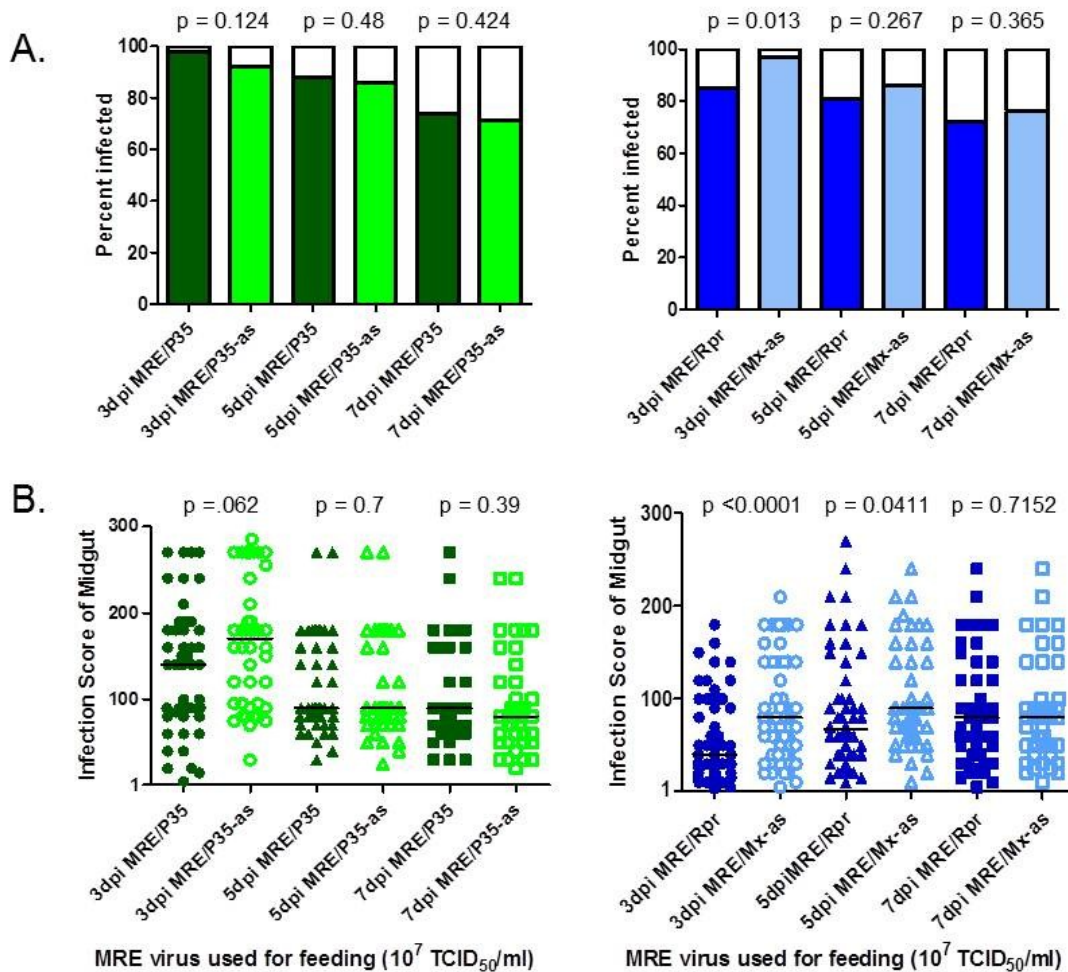 A.
p = 0.124 p = 0.48 p = 0.424
Percent infected
100
80
60
40
20
0
3dpi MRE/P35
3dpi MRE/P35-as
5dpi MRE/P35
5dpi MRE/P35-as
7dpi MRE/P35
7dpi MRE/P35-as
p = 0.013 p = 0.267 p = 0.365
Percent infected
100
80
60
40
20
0
3dpi MRE/Rpr
3dpi MRE/Mx-as
5dpi MRE/Rpr
5dpi MRE/Mx-as
7dpi MRE/Rpr
7dpi MRE/Mx-as
B.
p =.062 p = 0.7 p = 0.39
Infection Score of Midgut
300
200
100
1
3dpi MRE/P35
3dpi MRE/P35-as
5dpi MRE/P35
5dpi MRE/P35-as
7dpi MRE/P35
7dpi MRE/P35-as
MRE virus used for feeding (10⁷ TCID₅₀/ml)
p <0.0001 p = 0.0411 p = 0.7152
Infection Score of Midgut
300
200
100
1
3dpi MRE/Rpr
3dpi MRE/Mx-as
5dpiMRE/Rpr
5dpi MRE/Mx-as
7dpi MRE/Rpr
7dpi MRE/Mx-as
MRE virus used for feeding (10⁷ TCID₅₀/ml)